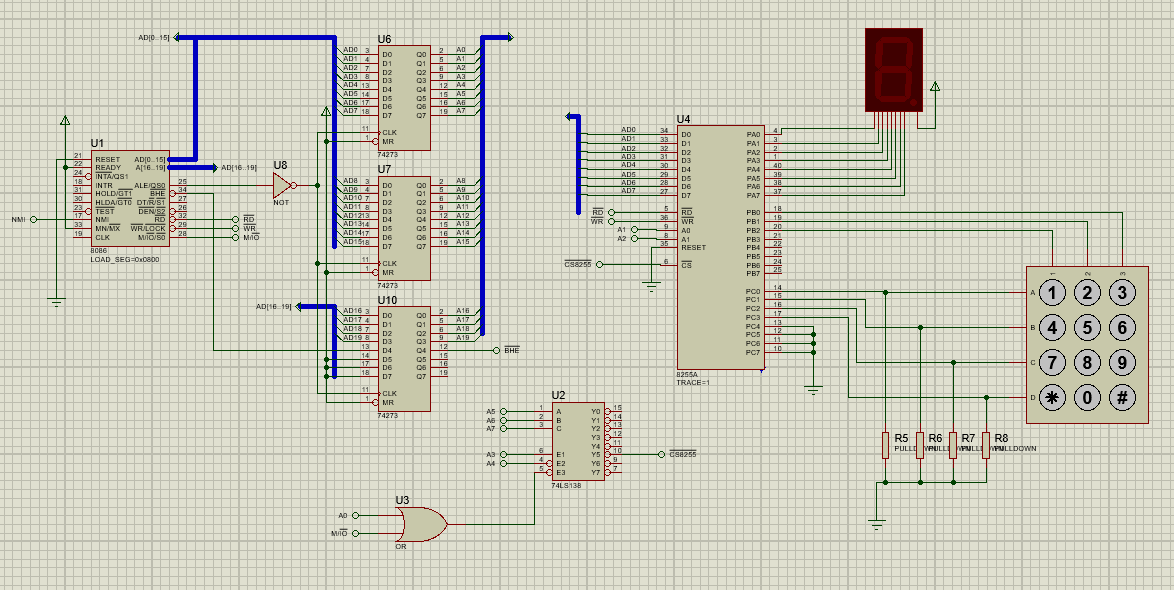 AD[0..15]
U1
21 RESET
22 READY
24 INTA/QS1
18 INTR
31 HOLD/GT1
30 HLDA/GT0
23 TEST
17 NMI
33 MN/MX
19 CLK
AD[0..15]
A[16..19]
ALE/QS0 25
BHE 34
DT/R/S1 27
DEN/S2 26
RD 32
WR/LOCK 29
M/IO/S0 28
8086
LOAD_SEG=0x0800
NMI
AD[16..19]
RD
WR
M/IO
U8
NOT
U6
AD0 3 D0 Q0 2 A0
AD1 4 D1 Q1 5 A1
AD2 7 D2 Q2 6 A2
AD3 8 D3 Q3 9 A3
AD4 13 D4 Q4 12 A4
AD5 14 D5 Q5 15 A5
AD6 17 D6 Q6 16 A6
AD7 18 D7 Q7 19 A7
11 CLK
1 MR
74273
U7
AD8 3 D0 Q0 2 A8
AD9 4 D1 Q1 5 A9
AD10 7 D2 Q2 6 A10
AD11 8 D3 Q3 9 A11
AD12 13 D4 Q4 12 A12
AD13 14 D5 Q5 15 A13
AD14 17 D6 Q6 16 A14
AD15 18 D7 Q7 19 A15
11 CLK
1 MR
74273
AD[16..19]
U10
AD16 3 D0 Q0 2 A16
AD17 4 D1 Q1 5 A17
AD18 7 D2 Q2 6 A18
AD19 8 D3 Q3 9 A19
13 D4 Q4 12
14 D5 Q5 15
17 D6 Q6 16
18 D7 Q7 19
11 CLK
1 MR
74273
BHE
U2
A5 1 A Y0 15
A6 2 B Y1 14
A7 3 C Y2 13
Y3 12
Y4 11
A3 6 E1 Y5 10
A4 4 E2 Y6 9
5 E3 Y7 7
74LS138
CS8255
U3
A0
M/IO
OR
U4
AD0 34 D0 PA0 4
AD1 33 D1 PA1 3
AD2 32 D2 PA2 2
AD3 31 D3 PA3 1
AD4 30 D4 PA4 40
AD5 29 D5 PA5 39
AD6 28 D6 PA6 38
AD7 27 D7 PA7 37
RD 5 RD PB0 18
WR 36 WR PB1 19
A1 9 A0 PB2 20
A2 8 A1 PB3 21
35 RESET PB4 22
PB5 23
CS8255 6 CS PB6 24
PB7 25
PC0 14
PC1 15
PC2 16
PC3 17
PC4 13
PC5 12
PC6 11
PC7 10
8255A
TRACE=1
1 2 3
A 1 2 3
B 4 5 6
C 7 8 9
D * 0 #
R5 R6 R7 R8
PULLDOWN